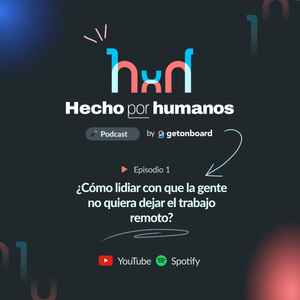 hxh
Hecho por humanos
Podcast by getonboard
Episodio 1
¿Cómo lidiar con que la gente
no quiera dejar el trabajo
remoto?
YouTube Spotify